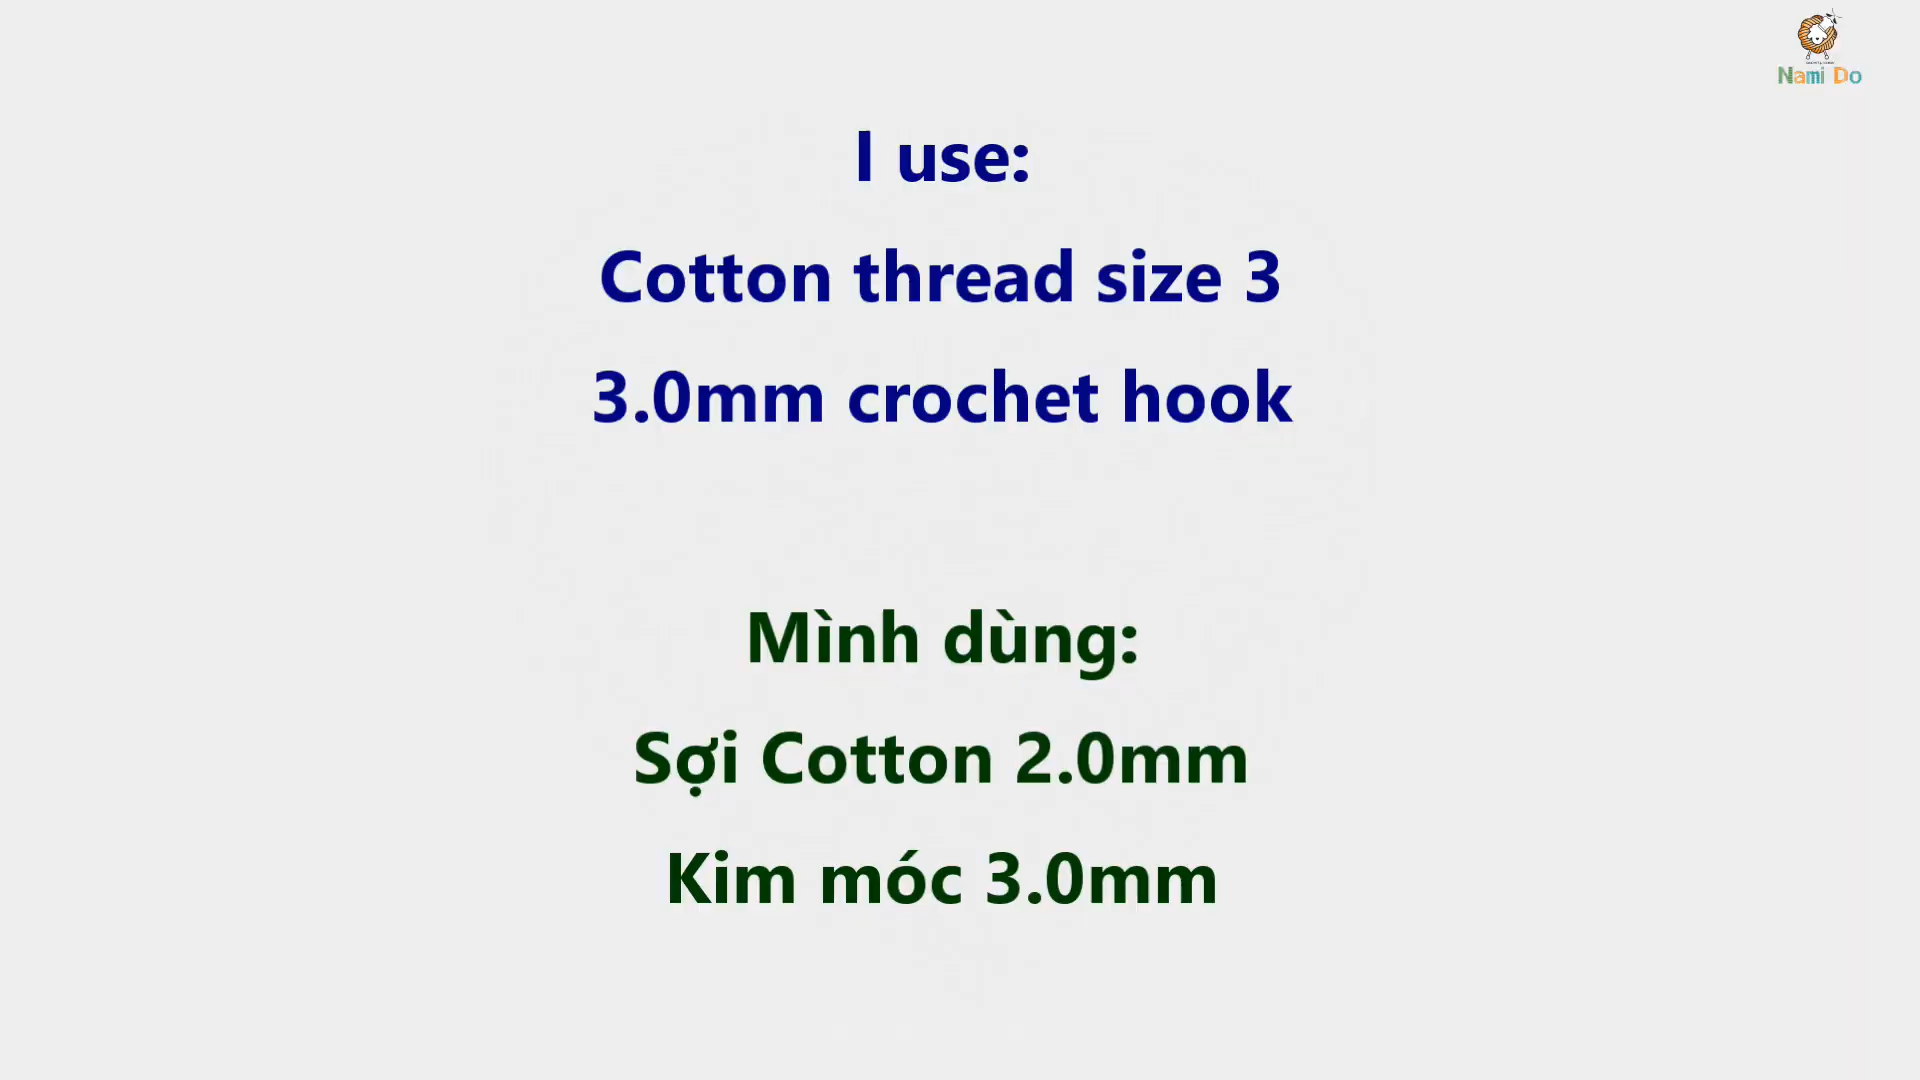 Nami Do
I use:
Cotton thread size 3
3.0mm crochet hook
Mình dùng:
Sợi Cotton 2.0mm
Kim móc 3.0mm